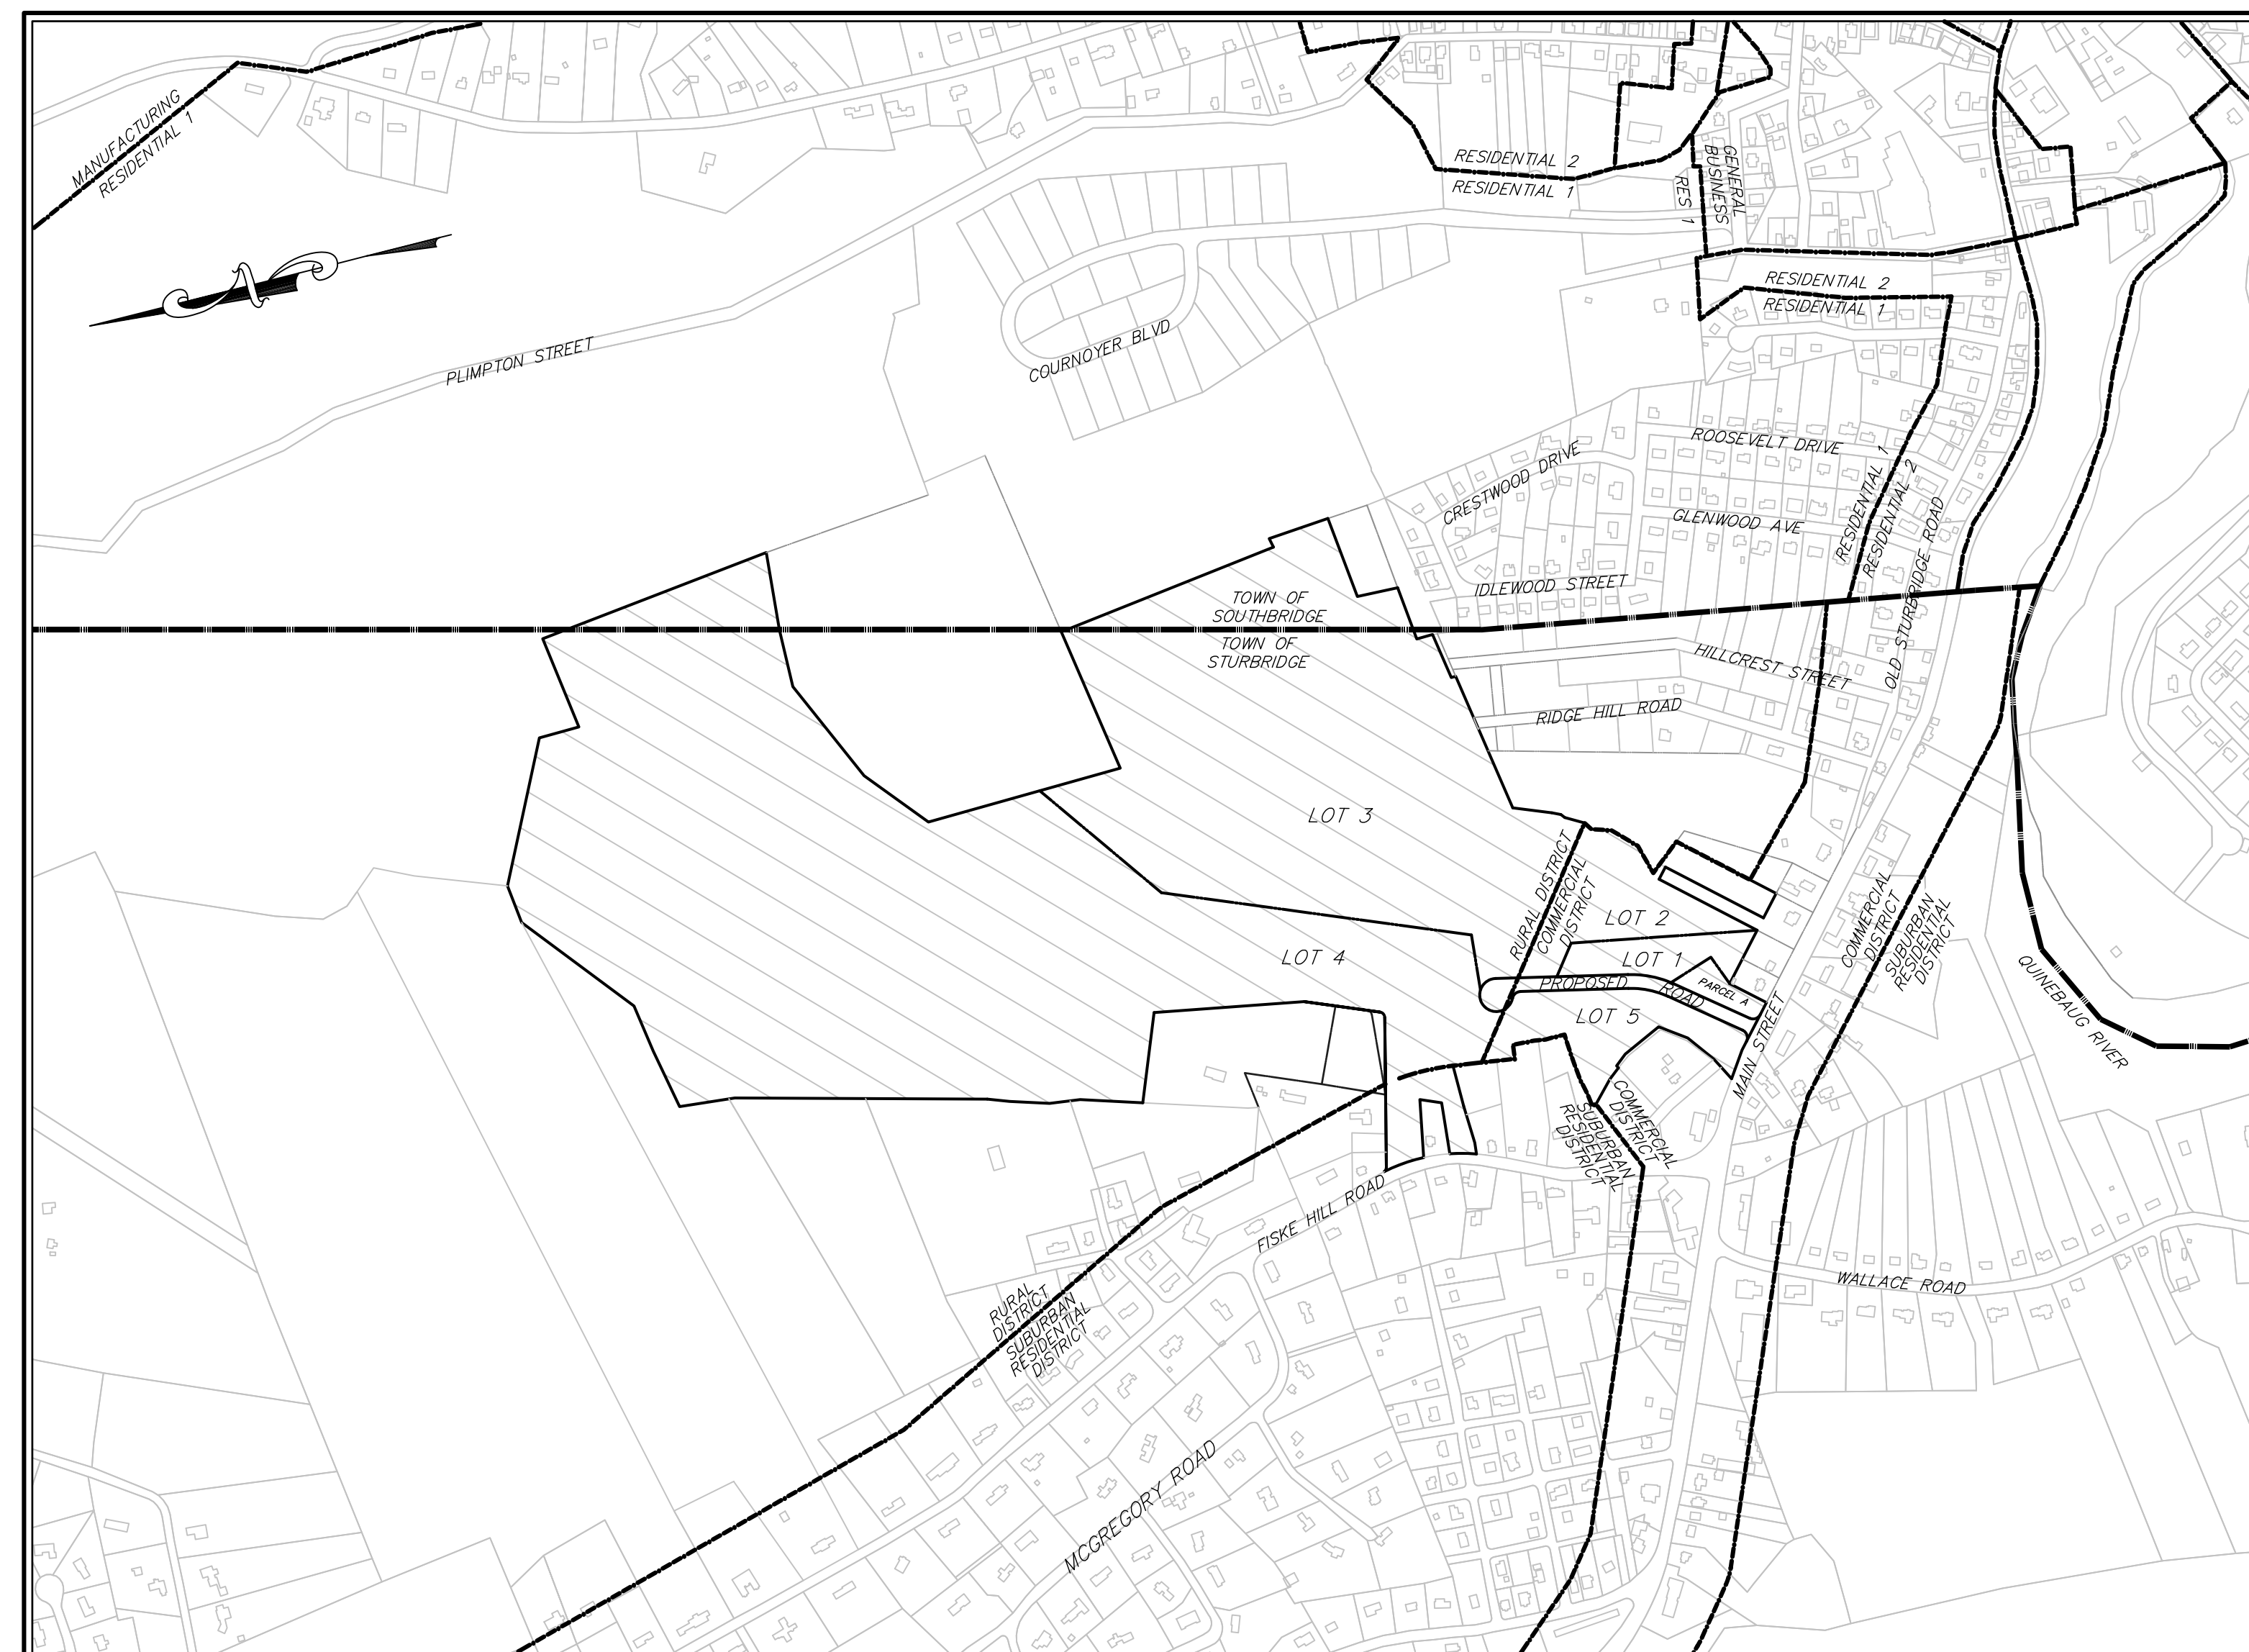 MANUFACTURING
RESIDENTIAL 1
RESIDENTIAL 2
RESIDENTIAL 1
GENERAL
BUSINESS
RES 1
N
RESIDENTIAL 2
RESIDENTIAL 1
PLIMPTON STREET
COURNOYER BLVD
ROOSEVELT DRIVE
CRESTWOOD DRIVE
GLENWOOD AVE
RESIDENTIAL 1
RESIDENTIAL 2
OLD STURBRIDGE ROAD
IDLEWOOD STREET
TOWN OF
SOUTHBRIDGE
TOWN OF
STURBRIDGE
HILLCREST STREET
RIDGE HILL ROAD
LOT 3
RURAL DISTRICT
COMMERCIAL
DISTRICT
LOT 2
LOT 4
LOT 1
PROPOSED ROAD
PARCEL A
LOT 5
MAIN STREET
COMMERCIAL
DISTRICT
SUBURBAN
RESIDENTIAL
DISTRICT
QUINEBAUG RIVER
COMMERCIAL
DISTRICT
SUBURBAN
RESIDENTIAL
DISTRICT
FISKE HILL ROAD
WALLACE ROAD
RURAL
DISTRICT
SUBURBAN
RESIDENTIAL
DISTRICT
MCGREGORY ROAD